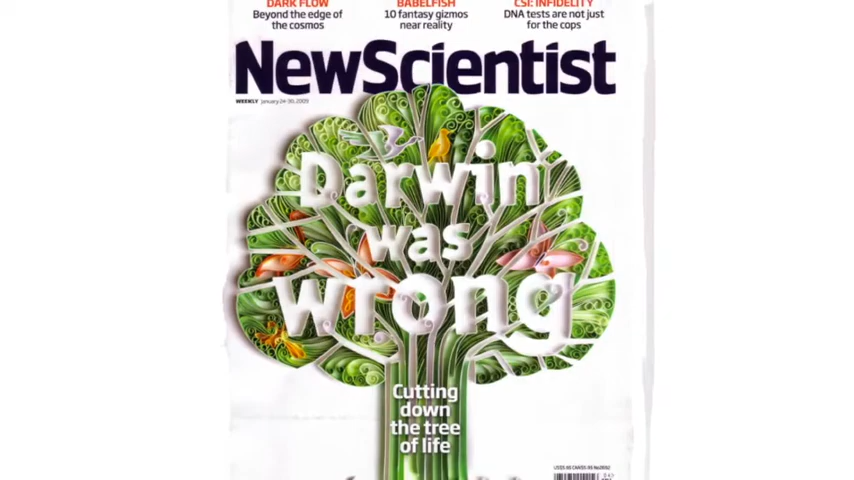 DARK FLOW
Beyond the edge of
the cosmos
BABELFISH
10 fantasy gizmos
near reality
CSI: INFIDELITY
DNA tests are not just
for the cops
NewScientist
WEEKLY January 24-30, 2009
Darwin
was
wrong
Cutting
down
the tree
of life